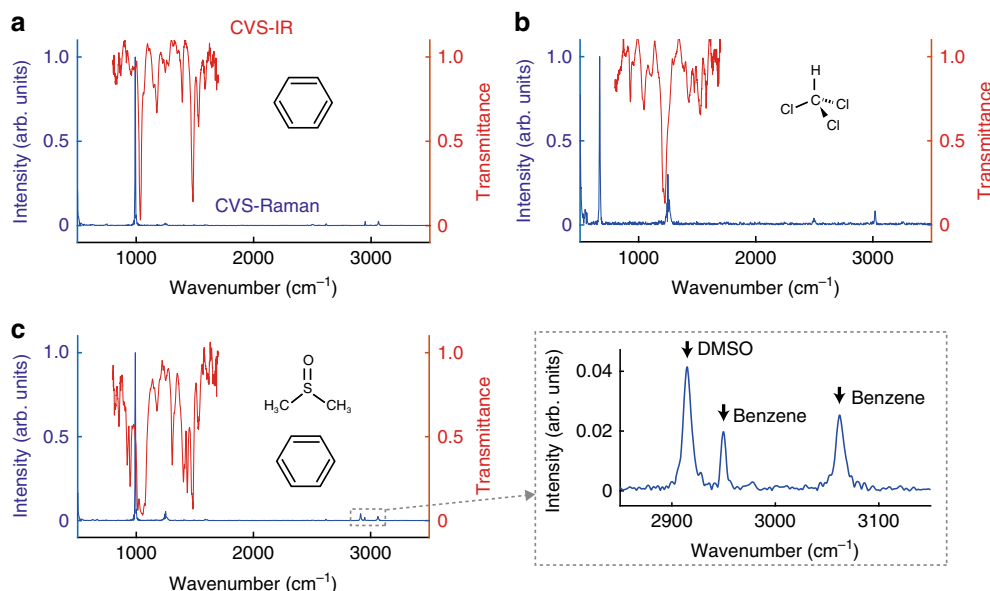 a
CVS-IR
CVS-Raman
Intensity (arb. units)
1.0
0.5
0
Transmittance
1.0
0.5
0
1000 2000 3000
Wavenumber (cm⁻¹)
b
H
C
Cl
Cl
Cl
Intensity (arb. units)
1.0
0.5
0
Transmittance
1.0
0.5
0
1000 2000 3000
Wavenumber (cm⁻¹)
c
O
S
H₃C CH₃
Intensity (arb. units)
1.0
0.5
0
Transmittance
1.0
0.5
0
1000 2000 3000
Wavenumber (cm⁻¹)
DMSO
Benzene
Benzene
Intensity (arb. units)
0.04
0.02
0
2900 3000 3100
Wavenumber (cm⁻¹)